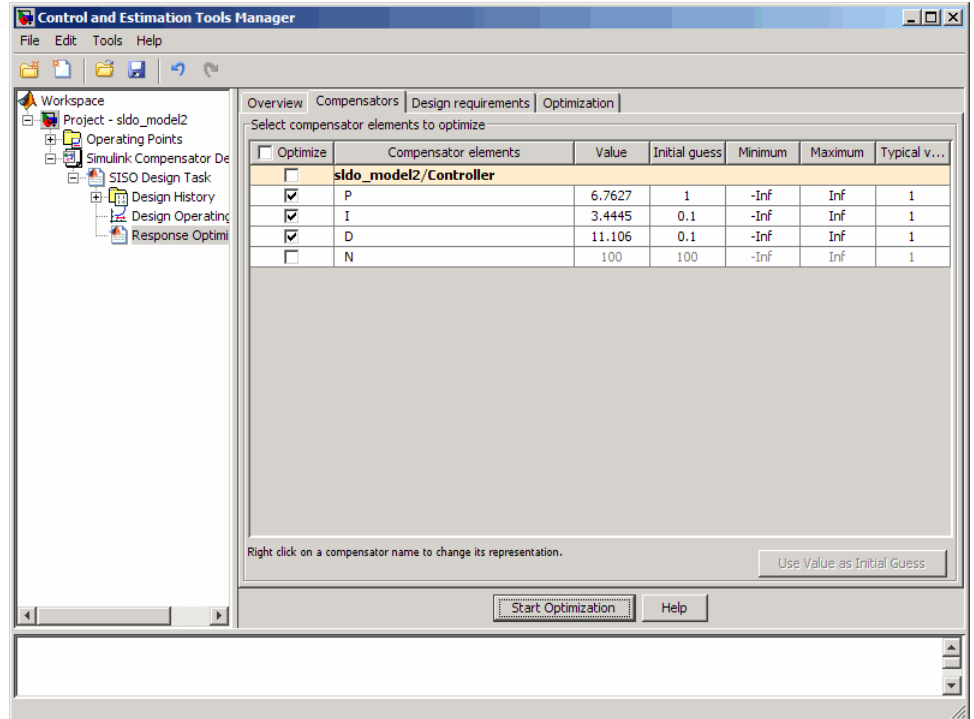 Control and Estimation Tools Manager
File Edit Tools Help
Workspace
Project - sldo_model2
Operating Points
Simulink Compensator De
SISO Design Task
Design History
Design Operating
Response Optimi
Overview Compensators Design requirements Optimization
Select compensator elements to optimize
Optimize Compensator elements Value Initial guess Minimum Maximum Typical v...
sldo_model2/Controller
P 6.7627 1 -Inf Inf 1
I 3.4445 0.1 -Inf Inf 1
D 11.106 0.1 -Inf Inf 1
N 100 100 -Inf Inf 1
Right click on a compensator name to change its representation.
Use Value as Initial Guess
Start Optimization Help